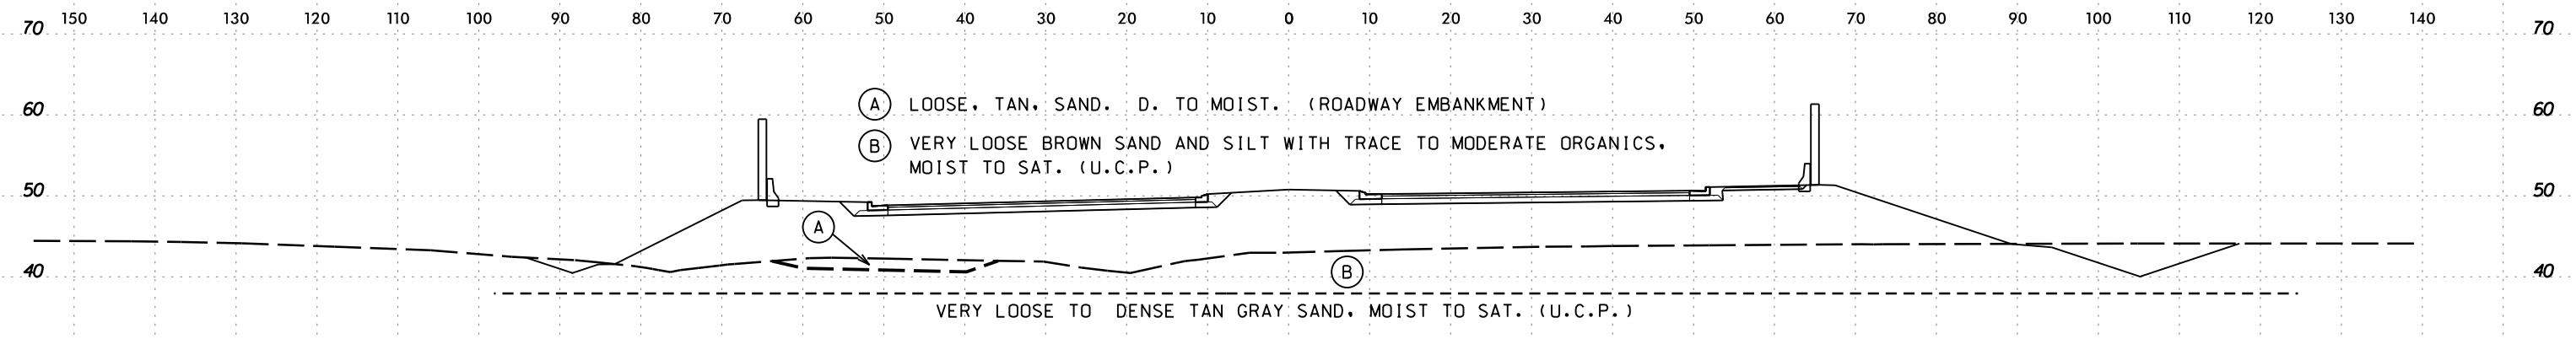 150 140 130 120 110 100 90 80 70 60 50 40 30 20 10 0 10 20 30 40 50 60 70 80 90 100 110 120 130 140
70 70
60 60
A LOOSE, TAN, SAND. D. TO MOIST. (ROADWAY EMBANKMENT)
B VERY LOOSE BROWN SAND AND SILT WITH TRACE TO MODERATE ORGANICS,
MOIST TO SAT. (U.C.P.)
50 50
A
40 B 40
VERY LOOSE TO DENSE TAN GRAY SAND, MOIST TO SAT. (U.C.P.)